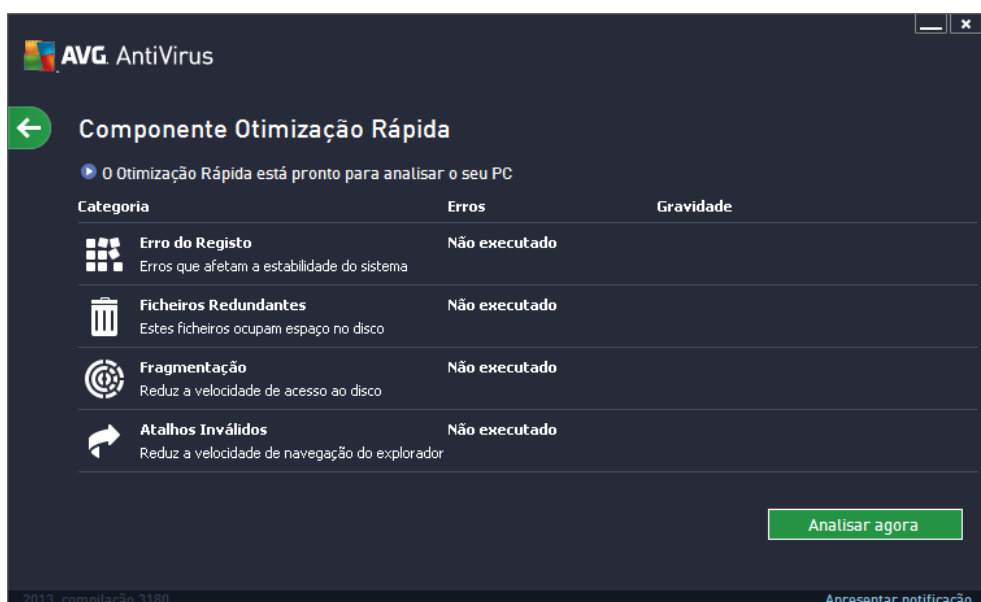 AVG. AntiVirus
Componente Otimização Rápida
O Otimização Rápida está pronto para analisar o seu PC
Categoria Erros Gravidade
Erro do Registo Não executado
Erros que afetam a estabilidade do sistema
Ficheiros Redundantes Não executado
Estes ficheiros ocupam espaço no disco
Fragmentação Não executado
Reduz a velocidade de acesso ao disco
Atalhos Inválidos Não executado
Reduz a velocidade de navegação do explorador
Analisar agora
2013 compilação 3180 Apresentar notificação